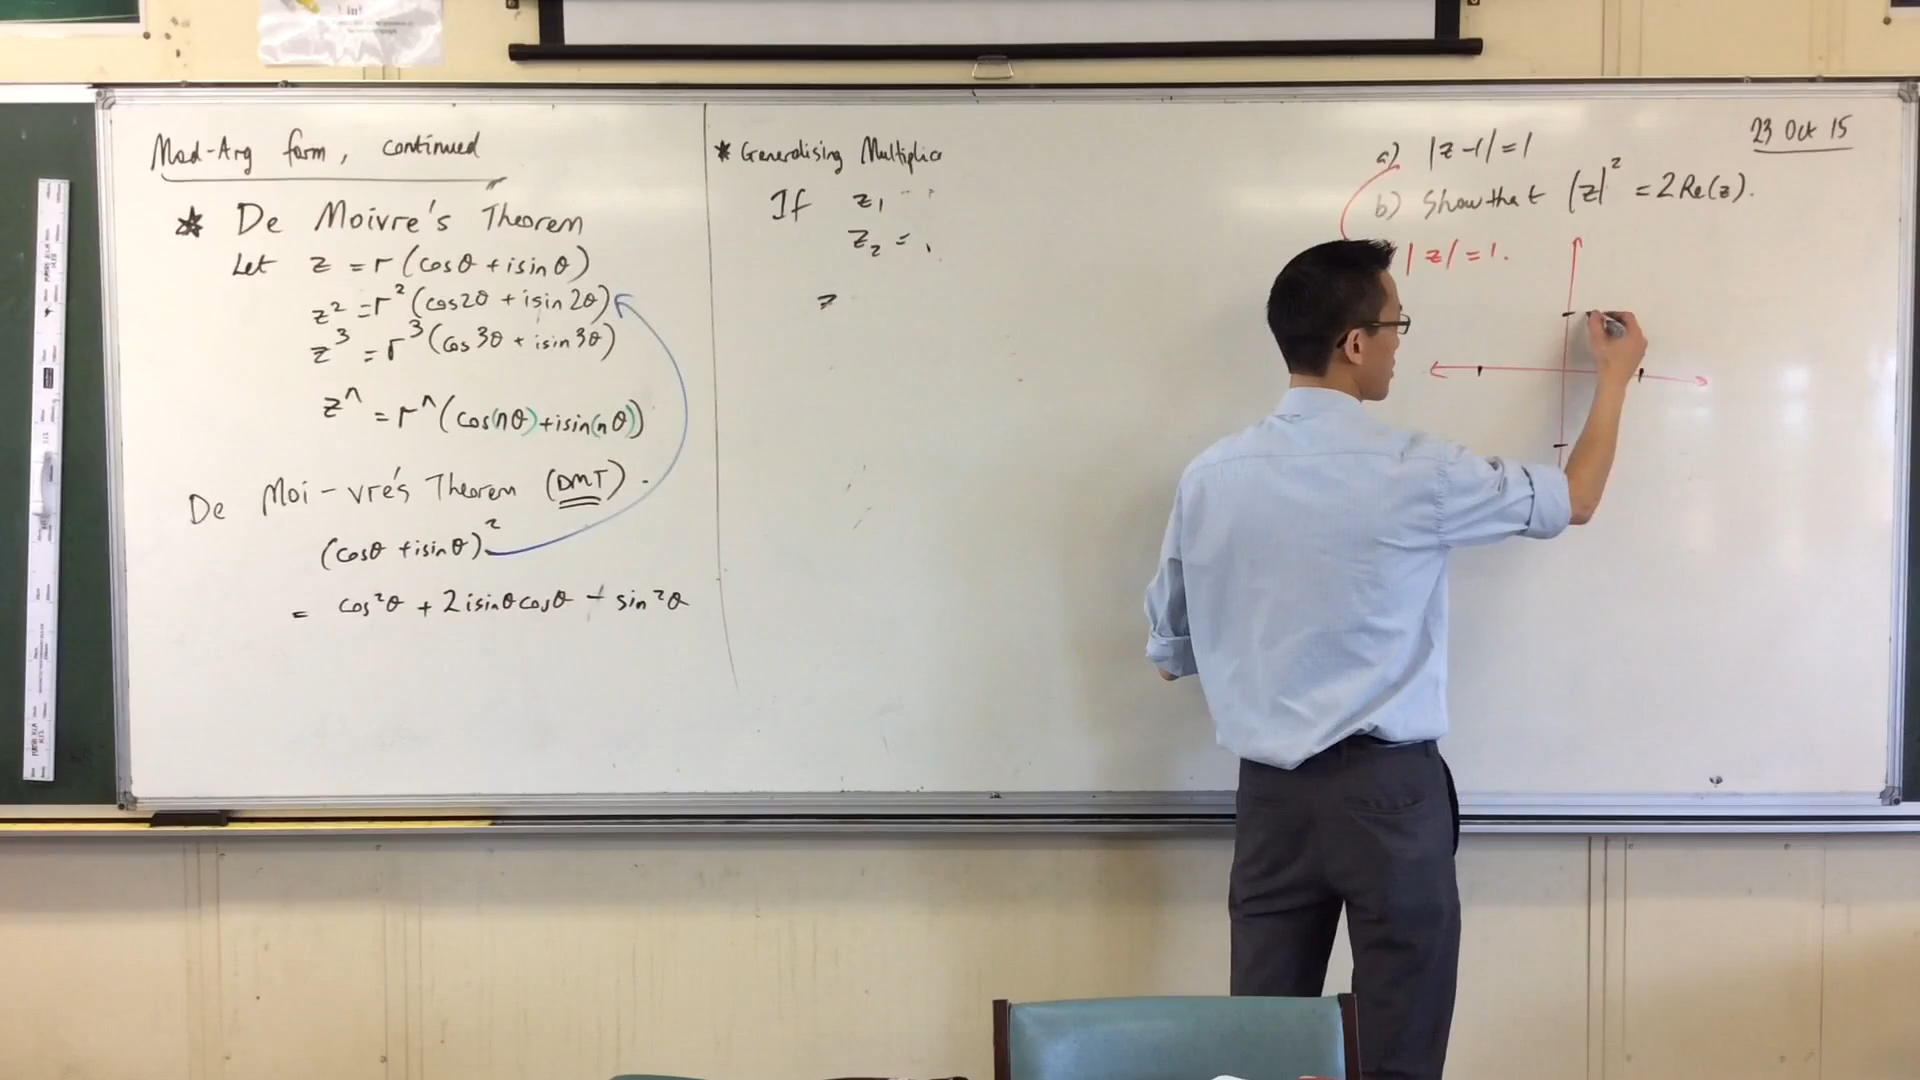 Mod-Arg form, continued
* De Moivre's Theorem
Let z = r(cosθ + isinθ)
z² = r²(cos2θ + isin2θ)
z³ = r³(cos3θ + isin3θ)
zⁿ = rⁿ(cos(nθ)+isin(nθ))
De Moi-vre's Theorem (DMT).
(cosθ + isinθ)²
= cos²θ + 2isinθcosθ - sin²θ
* Generalising Multiplic
If z₁
z₂ =
23 Oct 15
a) |z-1|=1
b) Show that |z|² = 2Re(z).
|z|=1.